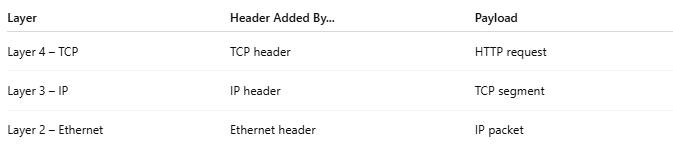 Layer Header Added By... Payload
Layer 4 – TCP TCP header HTTP request
Layer 3 – IP IP header TCP segment
Layer 2 – Ethernet Ethernet header IP packet